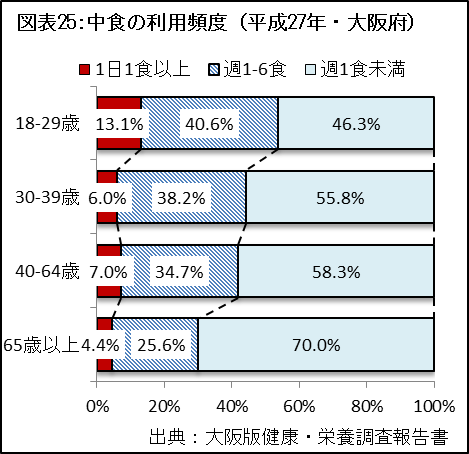 図表25:中食の利用頻度（平成27年・大阪府）
1日1食以上 週1-6食 週1食未満
18-29歳 13.1% 40.6% 46.3%
30-39歳 6.0% 38.2% 55.8%
40-64歳 7.0% 34.7% 58.3%
65歳以上 4.4% 25.6% 70.0%
0% 20% 40% 60% 80% 100%
出典：大阪版健康・栄養調査報告書